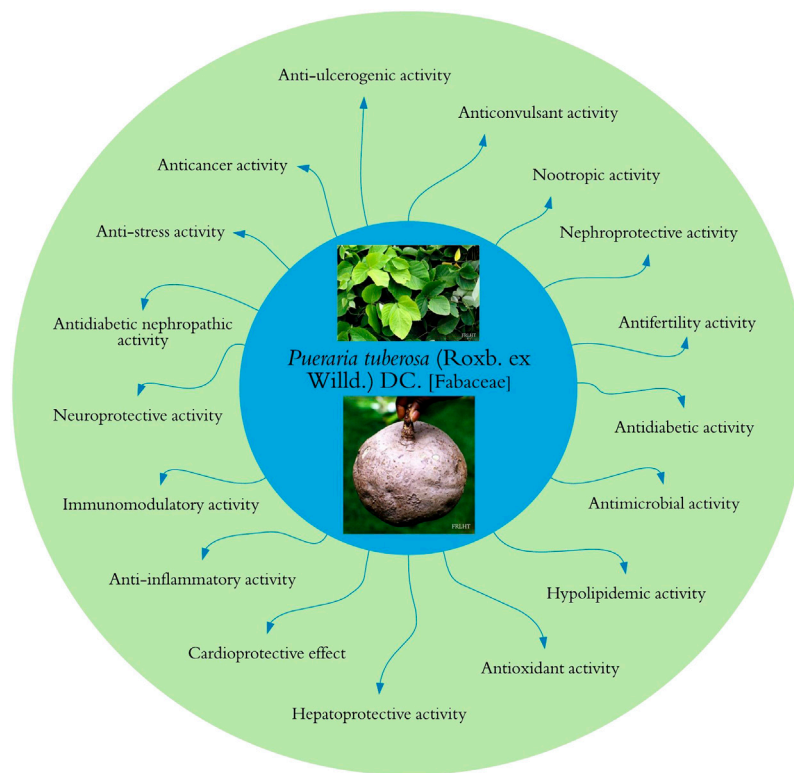 Anti-ulcerogenic activity
Anticonvulsant activity
Anticancer activity
Nootropic activity
Anti-stress activity
Nephroprotective activity
Antidiabetic nephropathic
activity
Antifertility activity
FRLHT
Pueraria tuberosa (Roxb. ex
Willd.) DC. [Fabaceae]
Neuroprotective activity
Antidiabetic activity
Immunomodulatory activity
Antimicrobial activity
FRLHT
Anti-inflammatory activity
Hypolipidemic activity
Cardioprotective effect
Antioxidant activity
Hepatoprotective activity